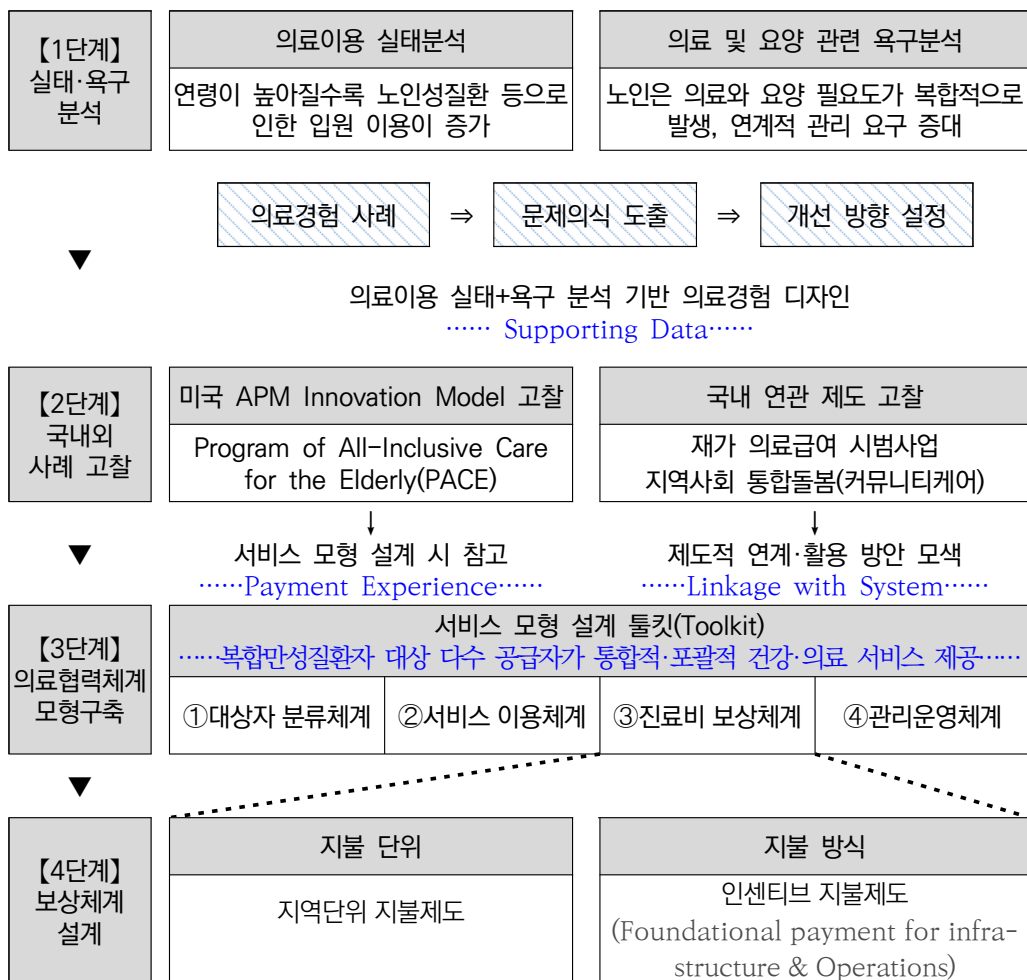 【1단계】
실태·욕구
분석
의료이용 실태분석
연령이 높아질수록 노인성질환 등으로
인한 입원 이용이 증가
의료 및 요양 관련 욕구분석
노인은 의료와 요양 필요도가 복합적으로
발생, 연계적 관리 요구 증대
의료경험 사례 ⇒ 문제의식 도출 ⇒ 개선 방향 설정
▼
의료이용 실태+욕구 분석 기반 의료경험 디자인
…… Supporting Data……
【2단계】
국내외
사례 고찰
미국 APM Innovation Model 고찰
Program of All-Inclusive Care
for the Elderly(PACE)
국내 연관 제도 고찰
재가 의료급여 시범사업
지역사회 통합돌봄(커뮤니티케어)
▼
↓
서비스 모형 설계 시 참고
……Payment Experience……
↓
제도적 연계·활용 방안 모색
……Linkage with System……
【3단계】
의료협력체계
모형구축
서비스 모형 설계 툴킷(Toolkit)
……복합만성질환자 대상 다수 공급자가 통합적·포괄적 건강·의료 서비스 제공……
①대상자 분류체계
②서비스 이용체계
③진료비 보상체계
④관리운영체계
▼
【4단계】
보상체계
설계
지불 단위
지역단위 지불제도
지불 방식
인센티브 지불제도
(Foundational payment for infra-
structure & Operations)